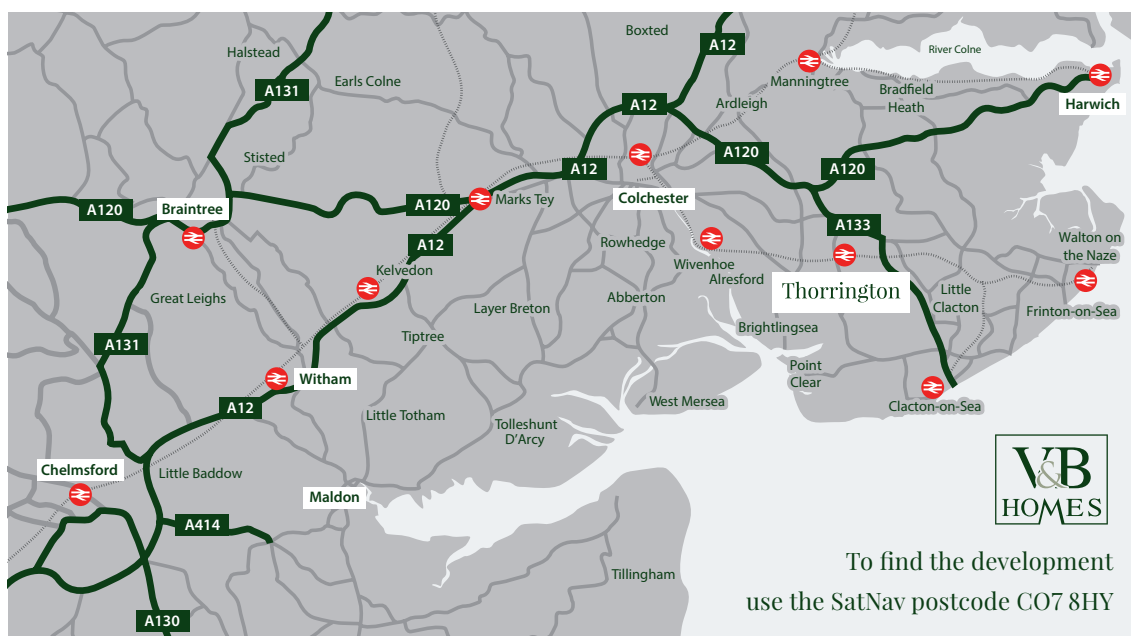 Boxted
A12
Halstead
River Colne
Manningtree
Earls Colne
A131
Bradfield
Heath
Harwich
A12
Ardleigh
Stisted
A120
A12
A120
Marks Tey
Colchester
A120
Braintree
A120
A133
A12
Rowhedge
Walton on
the Naze
Wivenhoe
Alresford
Kelvedon
Thorrington
Little
Clacton
Great Leighs
Abberton
Layer Breton
Frinton-on-Sea
Brightlingsea
Tiptree
A131
Point
Clear
Witham
West Mersea
A12
Clacton-on-Sea
Little Totham
Tolleshunt
D'Arcy
Chelmsford
Little Baddow
Maldon
V&B
HOMES
A414
To find the development
Tillingham
use the SatNav postcode CO7 8HY
A130